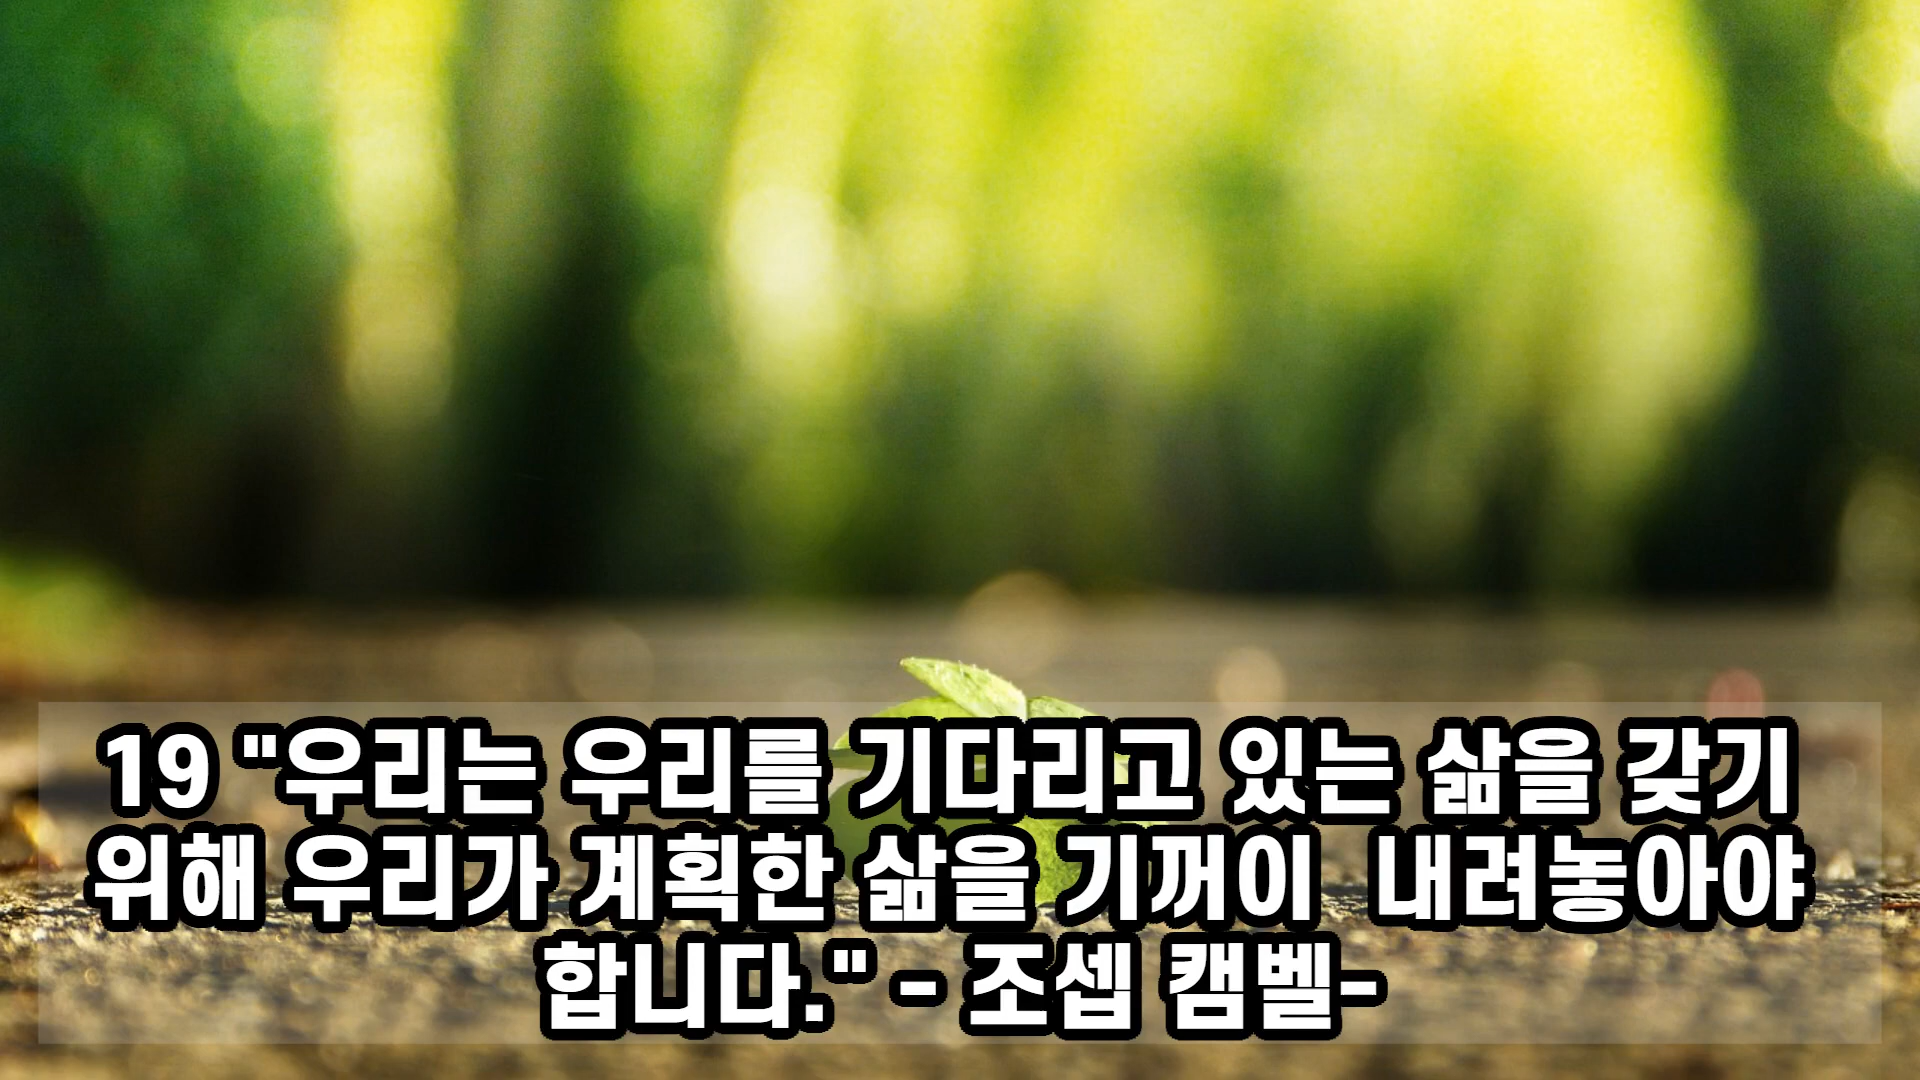 19 "우리는 우리를 기다리고 있는 삶을 갖기
위해 우리가 계획한 삶을 기꺼이  내려놓아야
합니다." - 조셉 캠벨-